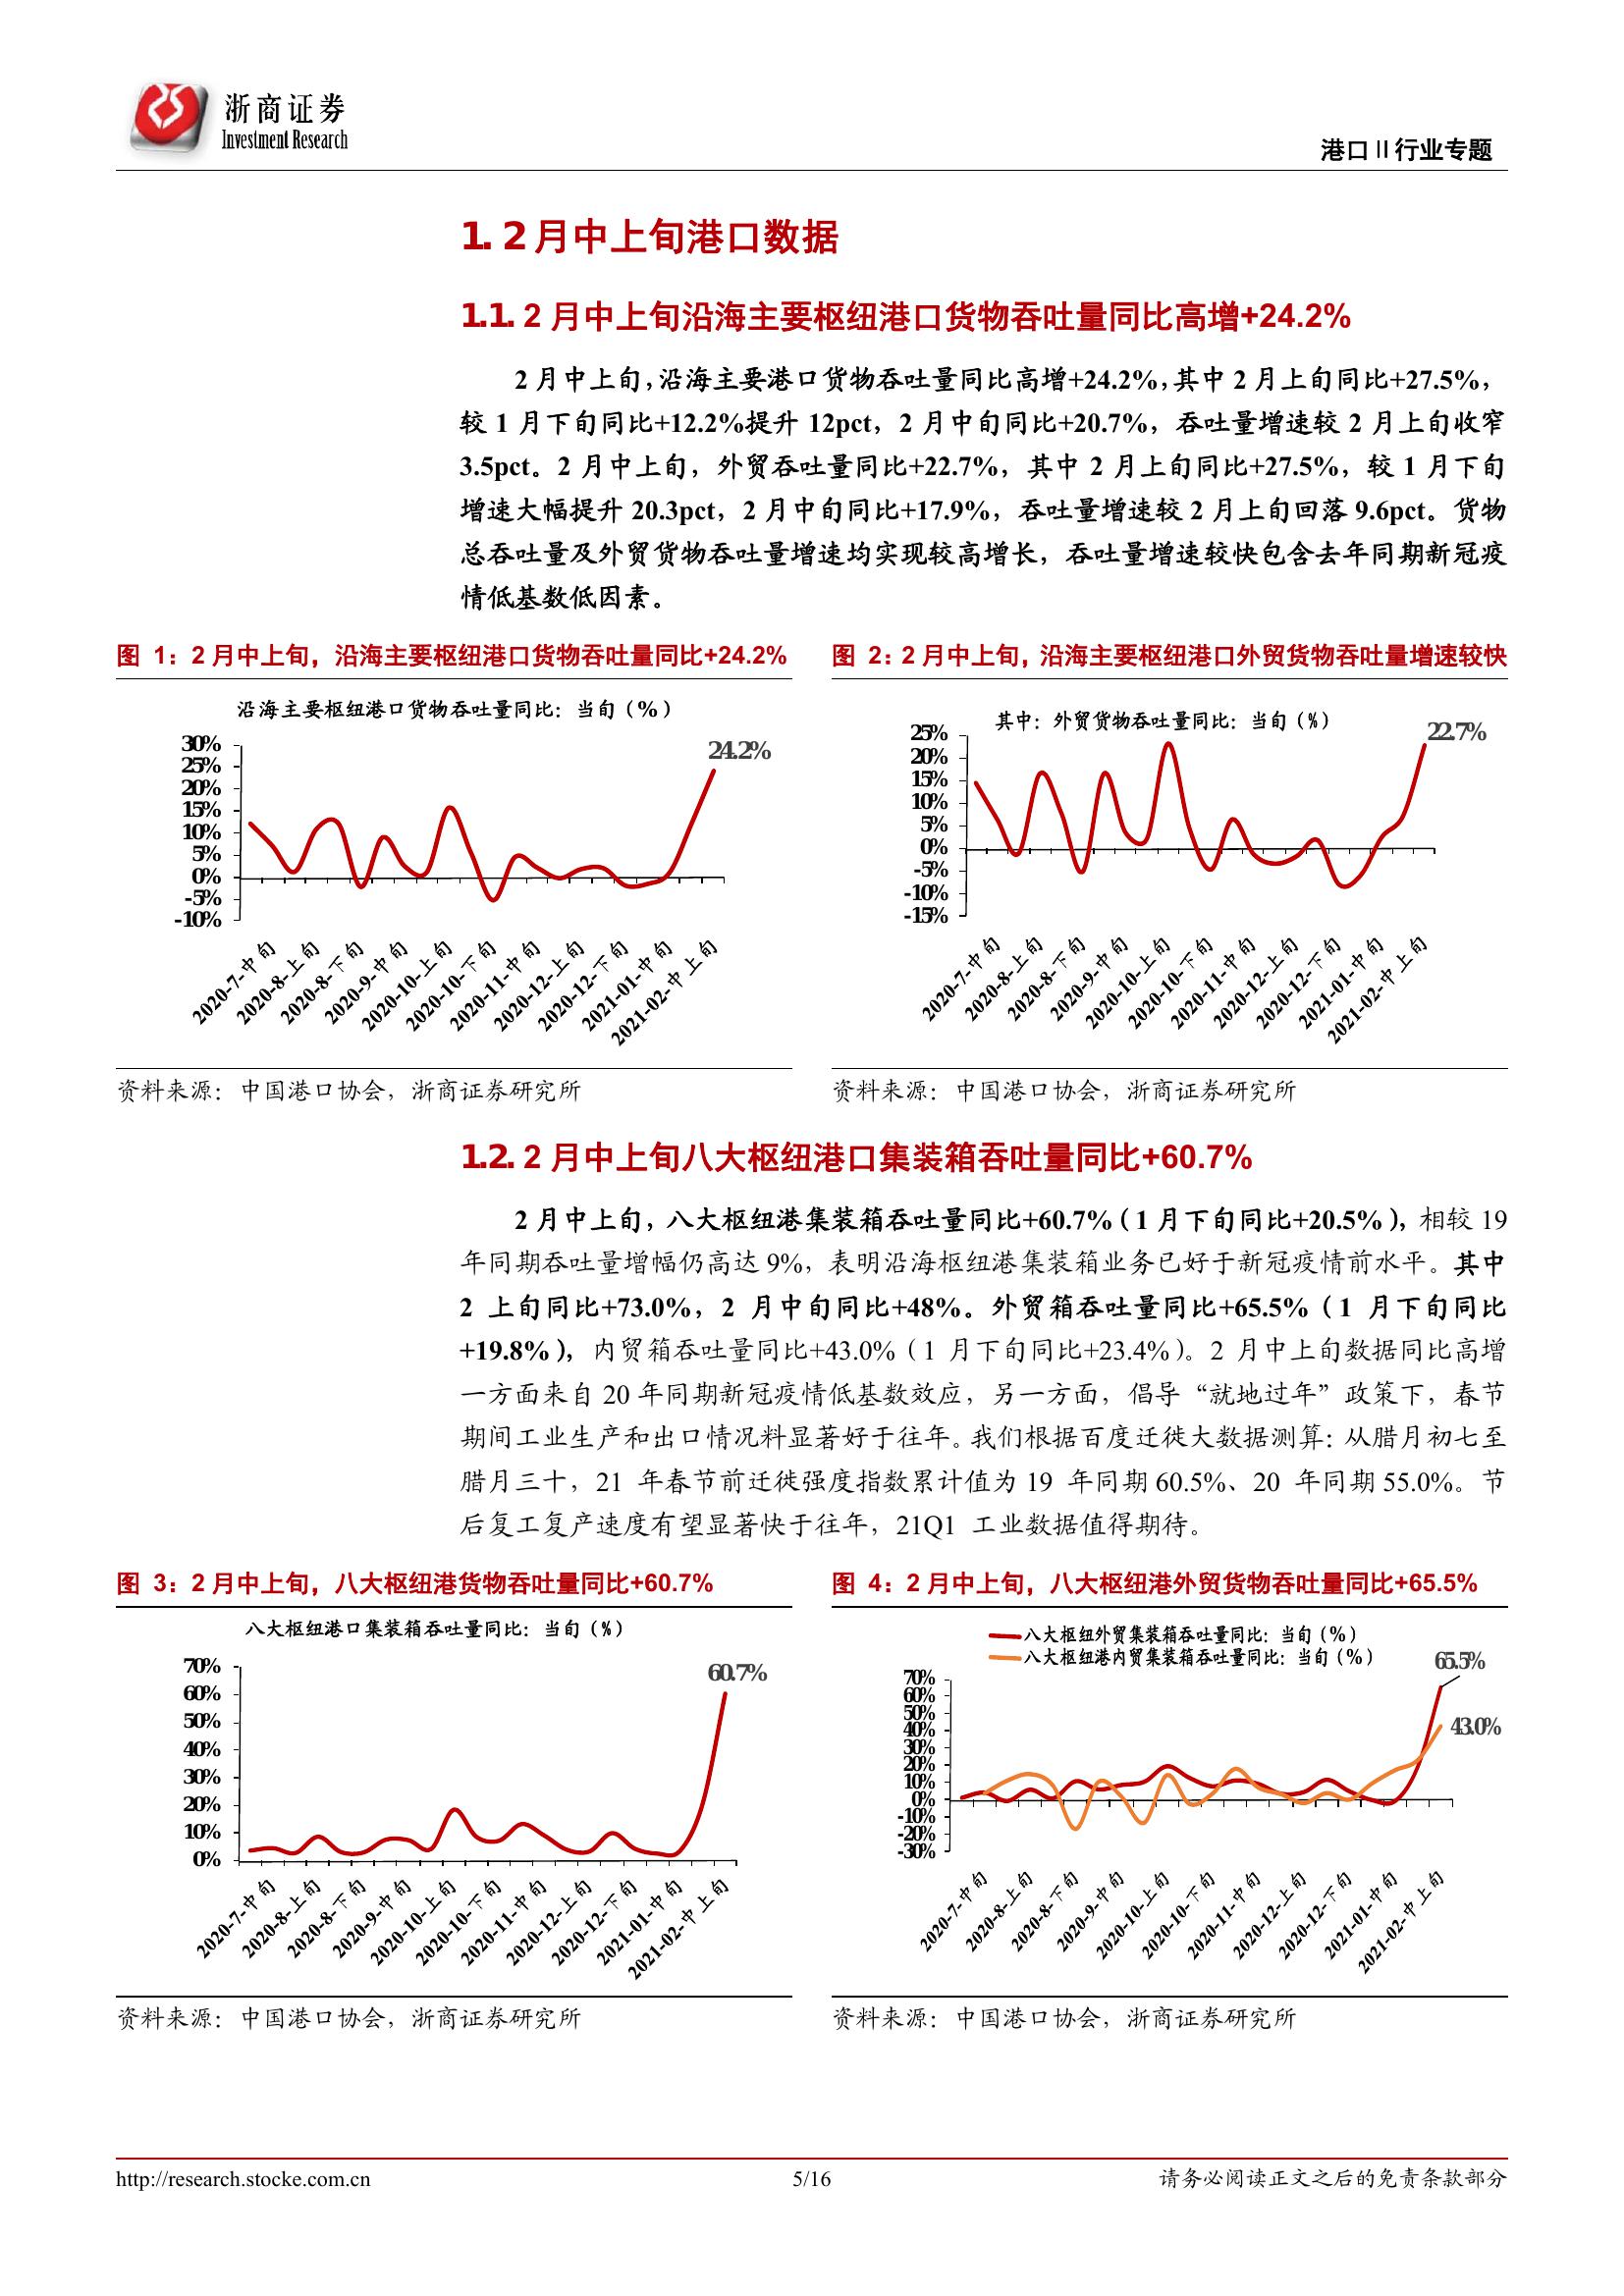 浙商证券
Investment Research
港口Ⅱ行业专题
1. 2 月中上旬港口数据
1.1. 2 月中上旬沿海主要枢纽港口货物吞吐量同比高增+24.2%
2 月中上旬，沿海主要港口货物吞吐量同比高增+24.2%，其中 2 月上旬同比+27.5%，
较 1 月下旬同比+12.2%提升 12pct，2 月中旬同比+20.7%，吞吐量增速较 2 月上旬收窄
3.5pct。2 月中上旬，外贸吞吐量同比+22.7%，其中 2 月上旬同比+27.5%，较 1 月下旬
增速大幅提升 20.3pct，2 月中旬同比+17.9%，吞吐量增速较 2 月上旬回落 9.6pct。货物
总吞吐量及外贸货物吞吐量增速均实现较高增长，吞吐量增速较快包含去年同期新冠疫
情低基数低因素。
图 1：2 月中上旬，沿海主要枢纽港口货物吞吐量同比+24.2%
沿海主要枢纽港口货物吞吐量同比：当旬（%）
30%
25%
20%
15%
10%
5%
0%
-5%
-10%
24.2%
2020-7-中旬
2020-8-上旬
2020-8-下旬
2020-9-中旬
2020-10-上旬
2020-10-下旬
2020-11-中旬
2020-12-上旬
2020-12-下旬
2021-01-中旬
2021-02-中上旬
资料来源：中国港口协会，浙商证券研究所
图 2：2 月中上旬，沿海主要枢纽港口外贸货物吞吐量增速较快
其中：外贸货物吞吐量同比：当旬（%）
25%
20%
15%
10%
5%
0%
-5%
-10%
-15%
22.7%
2020-7-中旬
2020-8-上旬
2020-8-下旬
2020-9-中旬
2020-10-上旬
2020-10-下旬
2020-11-中旬
2020-12-上旬
2020-12-下旬
2021-01-中旬
2021-02-中上旬
资料来源：中国港口协会，浙商证券研究所
1.2. 2 月中上旬八大枢纽港口集装箱吞吐量同比+60.7%
2 月中上旬，八大枢纽港集装箱吞吐量同比+60.7%（1 月下旬同比+20.5%），相较 19
年同期吞吐量增幅仍高达 9%，表明沿海枢纽港集装箱业务已好于新冠疫情前水平。其中
2 上旬同比+73.0%，2 月中旬同比+48%。外贸箱吞吐量同比+65.5%（1 月下旬同比
+19.8%），内贸箱吞吐量同比+43.0%（1 月下旬同比+23.4%）。2 月中上旬数据同比高增
一方面来自 20 年同期新冠疫情低基数效应，另一方面，倡导“就地过年”政策下，春节
期间工业生产和出口情况料显著好于往年。我们根据百度迁徙大数据测算：从腊月初七至
腊月三十，21 年春节前迁徙强度指数累计值为 19 年同期 60.5%、20 年同期 55.0%。节
后复工复产速度有望显著快于往年，21Q1 工业数据值得期待。
图 3：2 月中上旬，八大枢纽港货物吞吐量同比+60.7%
八大枢纽港口集装箱吞吐量同比：当旬（%）
70%
60%
50%
40%
30%
20%
10%
0%
60.7%
2020-7-中旬
2020-8-上旬
2020-8-下旬
2020-9-中旬
2020-10-上旬
2020-10-下旬
2020-11-中旬
2020-12-上旬
2020-12-下旬
2021-01-中旬
2021-02-中上旬
资料来源：中国港口协会，浙商证券研究所
图 4：2 月中上旬，八大枢纽港外贸货物吞吐量同比+65.5%
八大枢纽外贸集装箱吞吐量同比：当旬（%）
八大枢纽港内贸集装箱吞吐量同比：当旬（%）
70%
60%
50%
40%
30%
20%
10%
0%
-10%
-20%
-30%
65.5%
43.0%
2020-7-中旬
2020-8-上旬
2020-8-下旬
2020-9-中旬
2020-10-上旬
2020-10-下旬
2020-11-中旬
2020-12-上旬
2020-12-下旬
2021-01-中旬
2021-02-中上旬
资料来源：中国港口协会，浙商证券研究所
http://research.stocke.com.cn
5/16
请务必阅读正文之后的免责条款部分